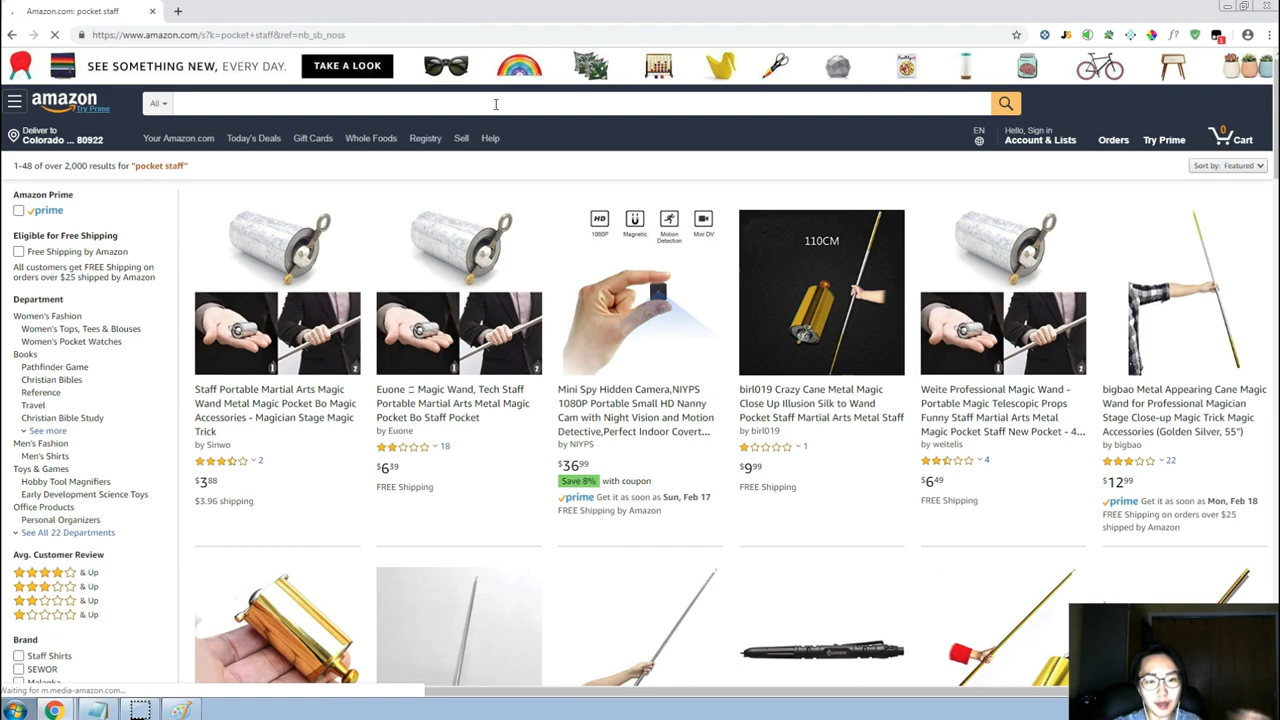 Amazon.com: pocket staff
https://www.amazon.com/s?k=pocket+staff&ref=nb_sb_noss
SEE SOMETHING NEW, EVERY DAY.
TAKE A LOOK
amazon
Try Prime
All
Deliver to
Colorado ... 80922
Your Amazon.com
Today's Deals
Gift Cards
Whole Foods
Registry
Sell
Help
EN
Hello, Sign in
Account & Lists
Orders
Try Prime
0
Cart
1-48 of over 2,000 results for "pocket staff"
Sort by: Featured
Amazon Prime
prime
Eligible for Free Shipping
Free Shipping by Amazon
All customers get FREE Shipping on
orders over $25 shipped by Amazon
Department
Women's Fashion
Women's Tops, Tees & Blouses
Women's Pocket Watches
Books
Pathfinder Game
Christian Bibles
Reference
Travel
Christian Bible Study
See more
Men's Fashion
Men's Shirts
Toys & Games
Hobby Tool Magnifiers
Early Development Science Toys
Office Products
Personal Organizers
See All 22 Departments
Avg. Customer Review
& Up
& Up
& Up
& Up
Brand
Staff Shirts
SEWOR
Staff Portable Martial Arts Magic
Wand Metal Magic Pocket Bo Magic
Accessories - Magician Stage Magic
Trick
by Sinwo
2
$3.88
$3.96 shipping
Euone □ Magic Wand, Tech Staff
Portable Martial Arts Metal Magic
Pocket Bo Staff Pocket
by Euone
18
$6.39
FREE Shipping
HD
1080P
Magnetic
Motion
Detection
Mini DV
Mini Spy Hidden Camera,NIYPS
1080P Portable Small HD Nanny
Cam with Night Vision and Motion
Detective,Perfect Indoor Covert...
by NIYPS
$36.99
Save 8% with coupon
prime Get it as soon as Sun, Feb 17
FREE Shipping by Amazon
110CM
birl019 Crazy Cane Metal Magic
Close Up Illusion Silk to Wand
Pocket Staff Martial Arts Metal Staff
by birl019
1
$9.99
FREE Shipping
Weite Professional Magic Wand -
Portable Magic Telescopic Props
Funny Staff Martial Arts Metal
Magic Pocket Staff New Pocket - 4...
by weitelis
4
$6.49
FREE Shipping
bigbao Metal Appearing Cane Magic
Wand for Professional Magician
Stage Close-up Magic Trick Magic
Accessories (Golden Silver, 55")
by bigbao
22
$12.99
prime Get it as soon as Mon, Feb 18
FREE Shipping on orders over $25
shipped by Amazon
Waiting for m.media-amazon.com...